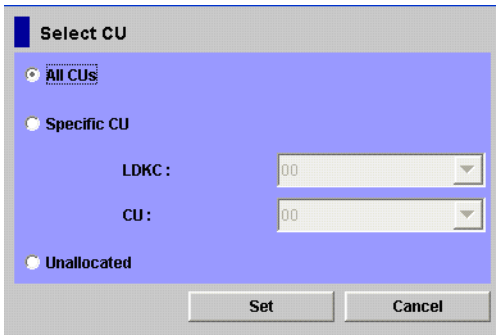 Select CU
All CUs
Specific CU
LDKC : 00
CU : 00
Unallocated
Set Cancel